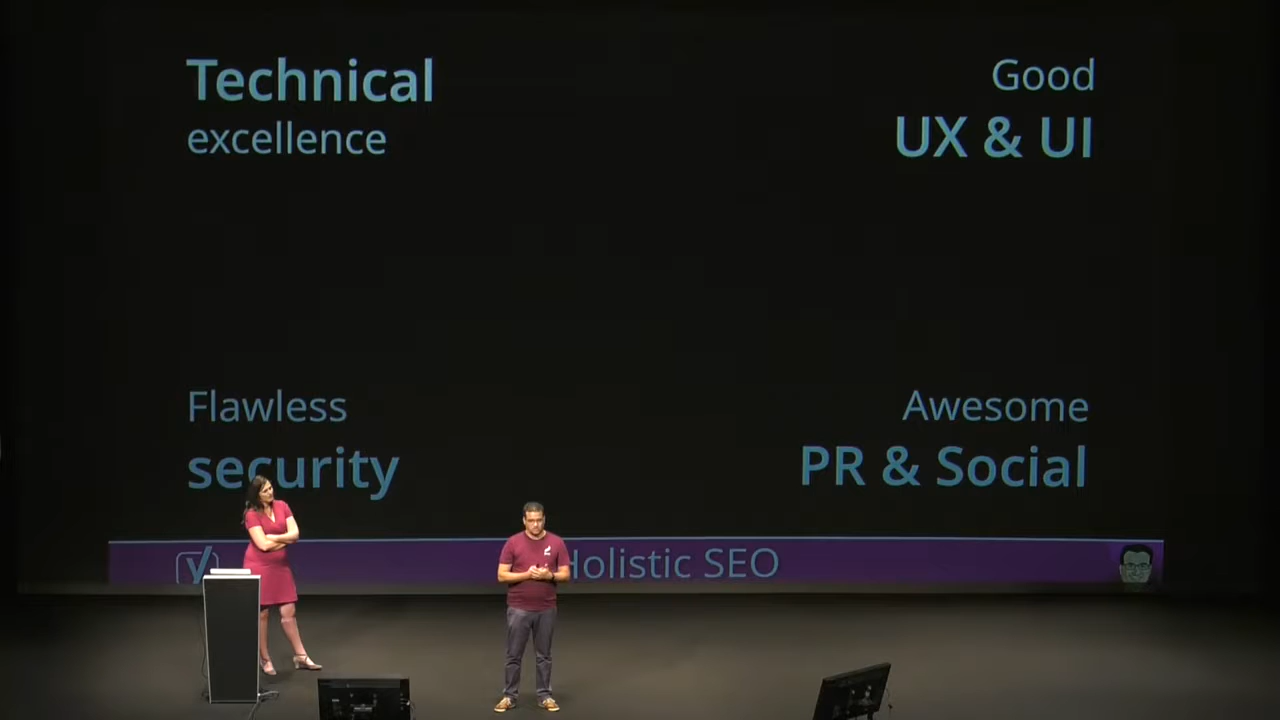 Technical
excellence
Good
UX & UI
Flawless
security
Awesome
PR & Social
Holistic SEO